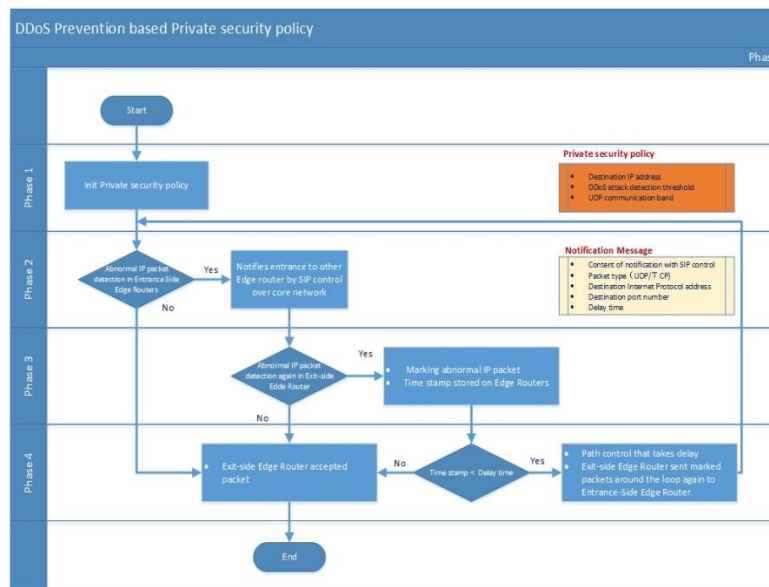 DDoS Prevention based Private security policy
Phas
Start
Phase 1
Init Private security policy
Private security policy
• Destination IP address
• DDoS attack detection threshold
• UDP communication band
Phase 2
Abnormal IP packet
detection in Entrance Side
Edge Routers
Yes
No
Notifies entrance to other
Edge router by SIP control
over core network
Notification Message
• Content of notification with SIP control
• Packet type (UDP/TCP)
• Destination Internet Protocol address
• Destination port number
• Delay time
Phase 3
Abnormal IP packet
detection again in Exit-side
Edde Router
Yes
No
• Marking abnormal IP packet
• Time stamp stored on Edge Routers
Phase 4
• Exit-side Edge Router accepted
packet
No
Time stamp < Delay time
Yes
• Path control that takes delay
• Exit-side Edge Router sent marked
packets around the loop again to
Entrance-Side Edge Router.
End